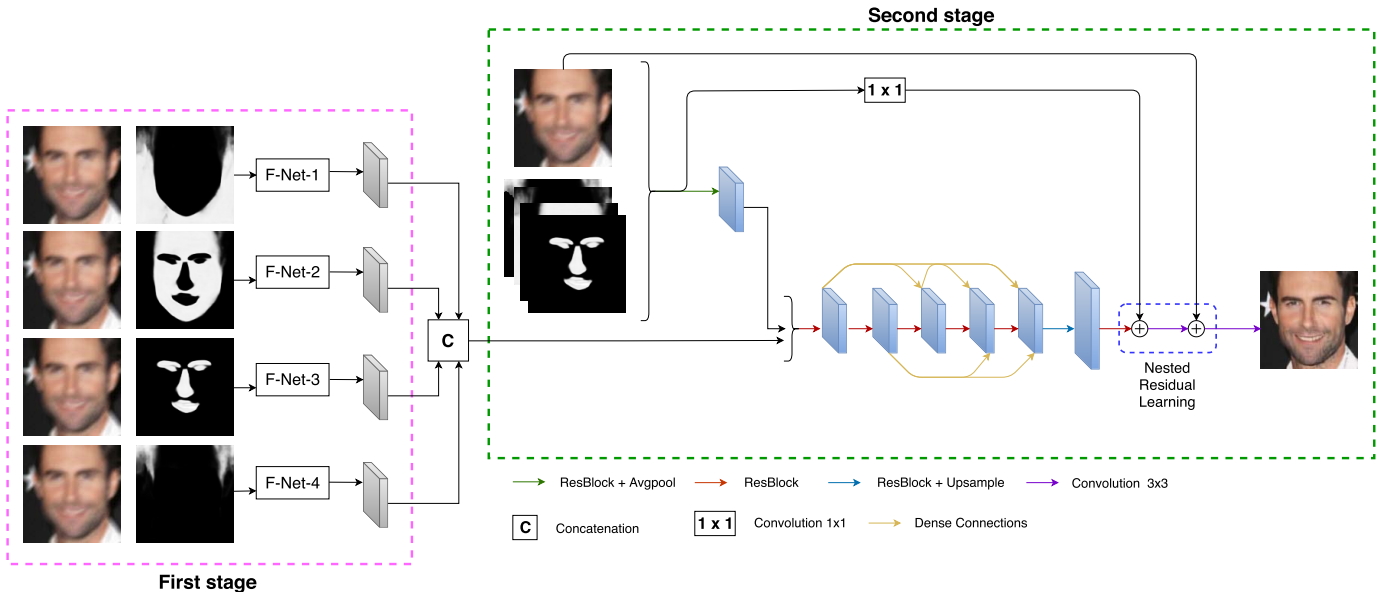 Second stage
1 x 1
F-Net-1
F-Net-2
F-Net-3
F-Net-4
C
Nested
Residual
Learning
ResBlock + Avgpool
ResBlock
ResBlock + Upsample
Convolution 3x3
C
Concatenation
1 x 1
Convolution 1x1
Dense Connections
First stage